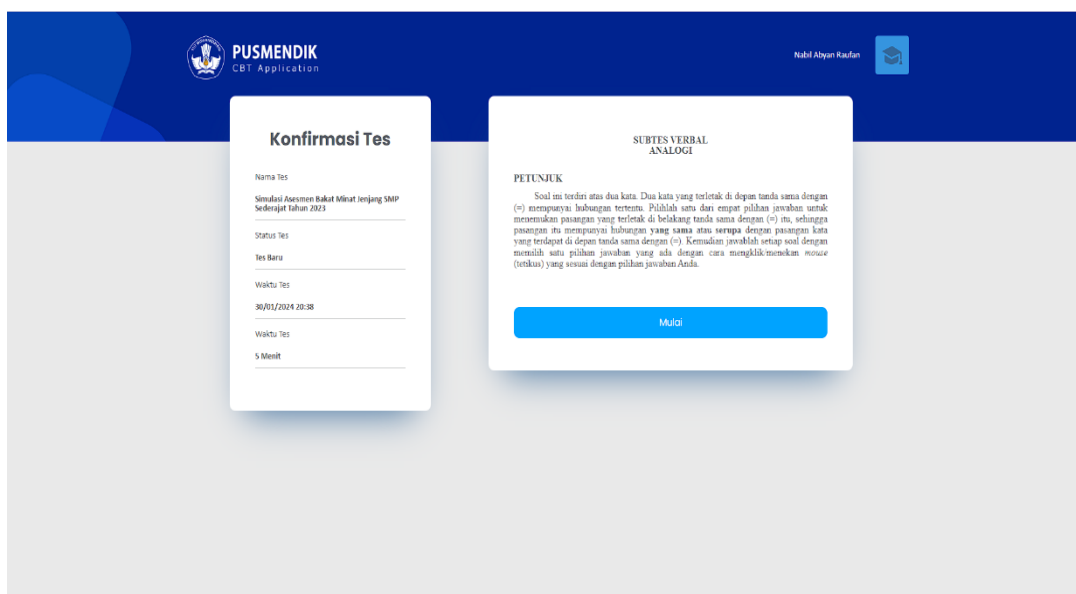 PUSMENDIK
CBT Application
Nabil Abyan Raufan
Konfirmasi Tes
Nama Tes
Simulasi Asesmen Bakat Minat Jenjang SMP
Sederajat Tahun 2023
Status Tes
Tes Baru
Waktu Tes
30/01/2024 20:38
Waktu Tes
5 Menit
SUBTES VERBAL
ANALOGI
PETUNJUK
Soal ini terdiri atas dua kata. Dua kata yang terletak di depan tanda sama dengan
(=) mempunyai hubungan tertentu. Pilihlah satu dari empat pilihan jawaban untuk
menemukan pasangan yang terletak di belakang tanda sama dengan (=) itu, sehingga
pasangan itu mempunyai hubungan yang sama atau serupa dengan pasangan kata
yang terdapat di depan tanda sama dengan (=). Kemudian jawablah setiap soal dengan
memilih satu pilihan jawaban yang ada dengan cara mengklik/menekan mouse
(tetikus) yang sesuai dengan pilihan jawaban Anda.
Mulai